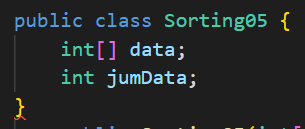 public class Sorting05 {
int[] data;
int jumData;
}